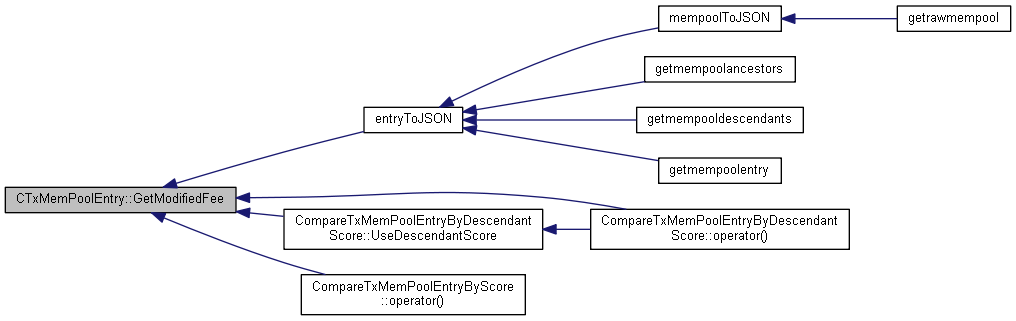 mempoolToJSON
getrawmempool
getmempoolancestors
entryToJSON
getmempooldescendants
getmempoolentry
CTxMemPoolEntry::GetModifiedFee
CompareTxMemPoolEntryByDescendant
Score::UseDescendantScore
CompareTxMemPoolEntryByDescendant
Score::operator()
CompareTxMemPoolEntryByScore
::operator()